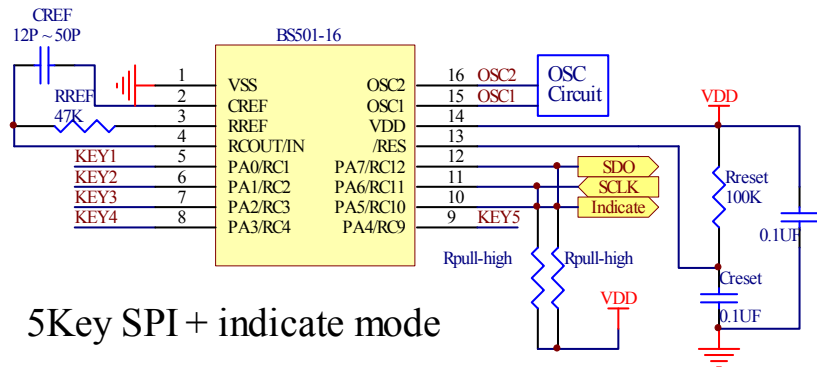 CREF
12P ~ 50P
BS501-16
RREF
47K
1 VSS
2 CREF
3 RREF
4 RCOUT/IN
KEY1 5 PA0/RC1
KEY2 6 PA1/RC2
KEY3 7 PA2/RC3
KEY4 8 PA3/RC4
OSC2 16 OSC2
OSC1 15 OSC1
VDD 14
/RES 13
PA7/RC12 12 SDO
PA6/RC11 11 SCLK
PA5/RC10 10 Indicate
PA4/RC9 9 KEY5
OSC
Circuit
VDD
Rreset
100K
0.1UF
Creset
0.1UF
Rpull-high
Rpull-high
VDD
5Key SPI + indicate mode